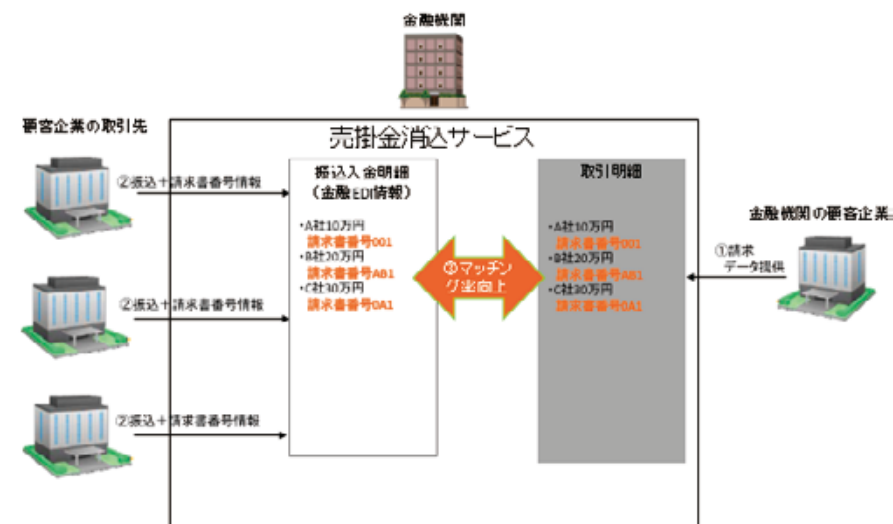 金融機関
顧客企業の取引先
売掛金消込サービス
②振込+請求書番号情報
②振込+請求書番号情報
②振込+請求書番号情報
振込入金明細
(金融EDI情報)
・A社10万円
請求書番号001
・B社20万円
請求書番号AB1
・C社30万円
請求書番号0A1
③マッチン
グ率向上
取引明細
・A社10万円
請求書番号001
・B社20万円
請求書番号AB1
・C社30万円
請求書番号0A1
金融機関の顧客企業
①請求
データ提供